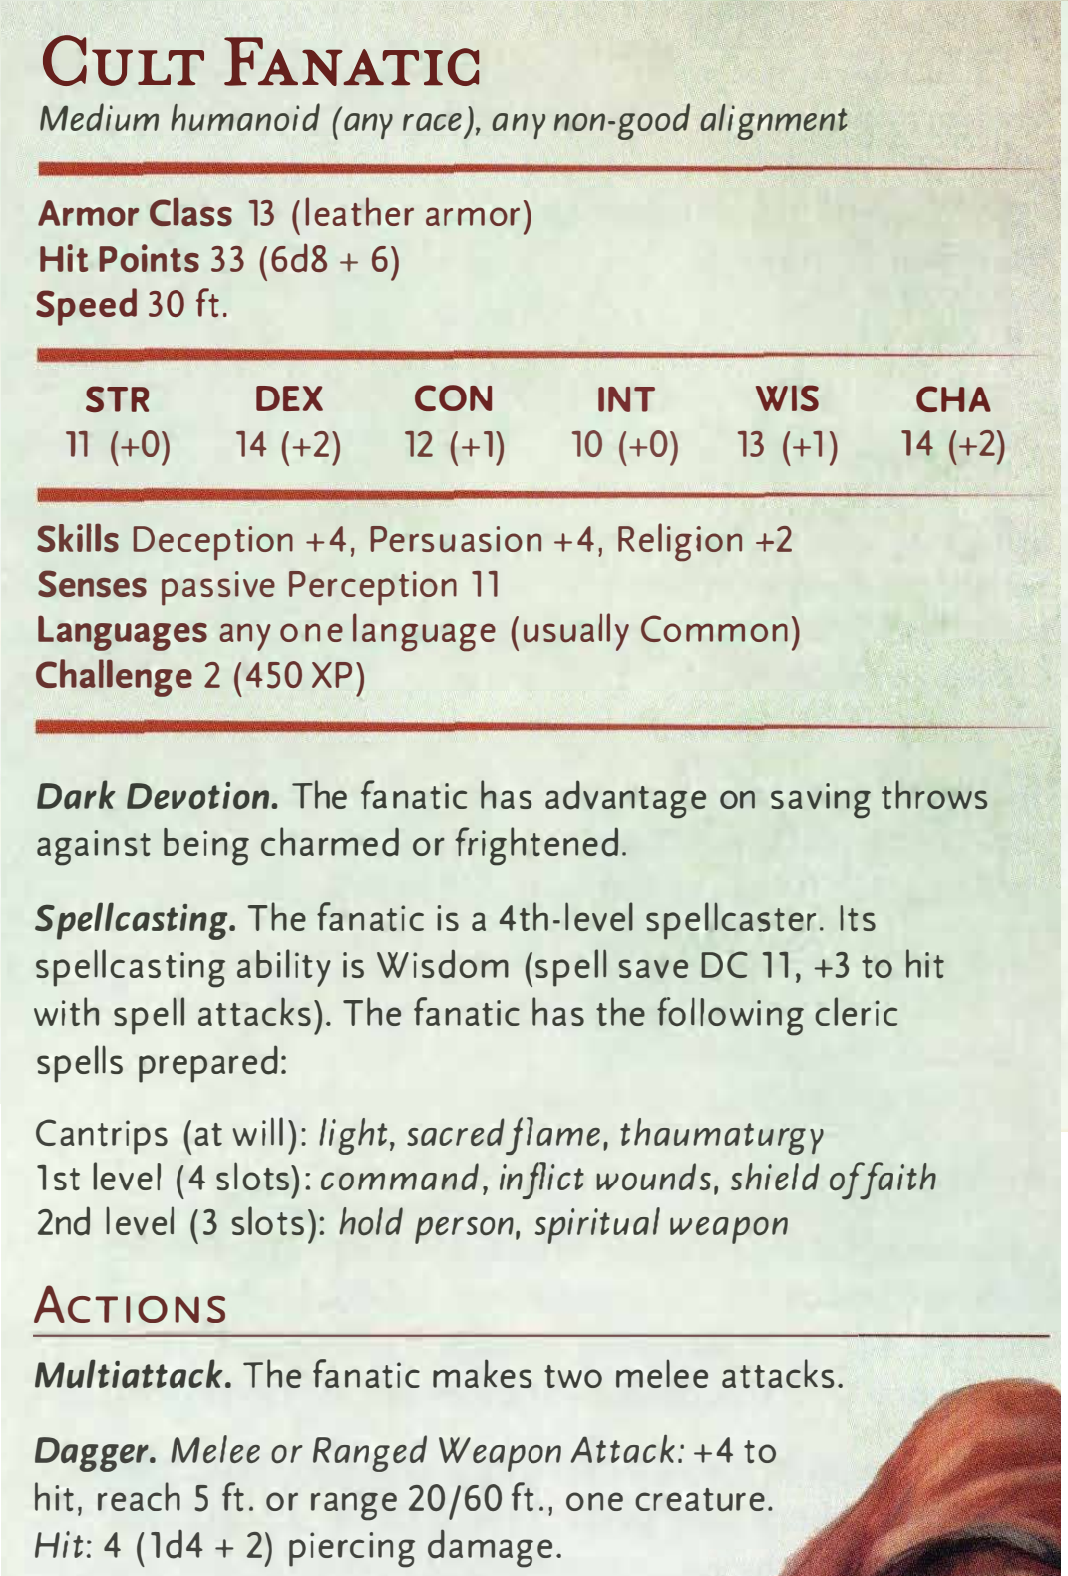 CULT FANATIC
Medium humanoid (any race), any non-good alignment
Armor Class 13 (leather armor)
Hit Points 33 (6d8 + 6)
Speed 30 ft.
STR DEX CON INT WIS CHA
11 (+0) 14 (+2) 12 (+1) 10 (+0) 13 (+1) 14 (+2)
Skills Deception +4, Persuasion +4, Religion +2
Senses passive Perception 11
Languages any one language (usually Common)
Challenge 2 (450 XP)
Dark Devotion. The fanatic has advantage on saving throws
against being charmed or frightened.
Spellcasting. The fanatic is a 4th-level spellcaster. Its
spellcasting ability is Wisdom (spell save DC 11, +3 to hit
with spell attacks). The fanatic has the following cleric
spells prepared:
Cantrips (at will): light, sacred flame, thaumaturgy
1st level (4 slots): command, inflict wounds, shield of faith
2nd level (3 slots): hold person, spiritual weapon
ACTIONS
Multiattack. The fanatic makes two melee attacks.
Dagger. Melee or Ranged Weapon Attack: +4 to
hit, reach 5 ft. or range 20/60 ft., one creature.
Hit: 4 (1d4 + 2) piercing damage.